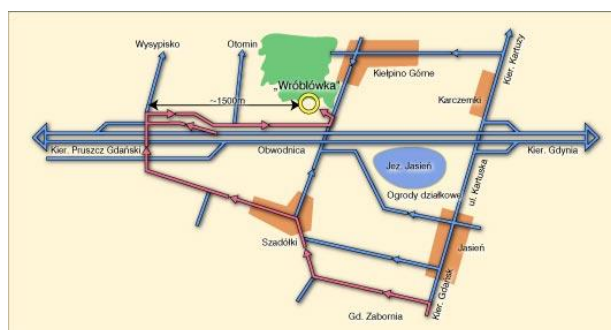 Wysypisko
Otomin
„Wróblówka"
Kiełpino Górne
Kier. Kartuzy
~1500m
Karczemki
Kier. Pruszcz Gdański
Obwodnica
Jez. Jasień
Kier. Gdynia
ul. Kartuska
Ogrody działkowe
Szadółki
Jasień
Kier. Gdańsk
Gd. Zabornia